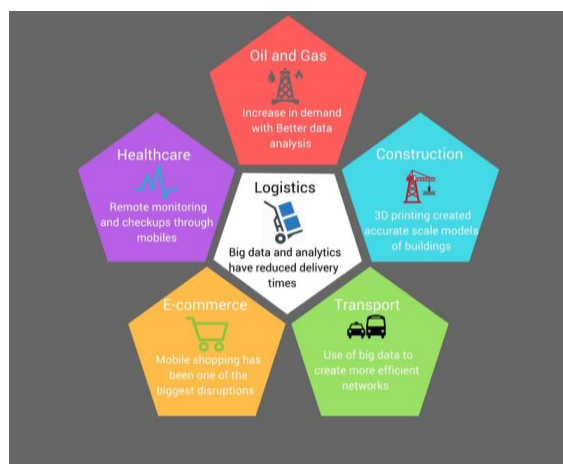 Oil and Gas
Increase in demand
with Better data
analysis
Healthcare
Remote monitoring
and checkups through
mobiles
Construction
3D printing created
accurate scale models
of buildings
Logistics
Big data and analytics
have reduced delivery
times
E-commerce
Mobile shopping has
been one of the
biggest disruptions
Transport
Use of big data to
create more efficient
networks